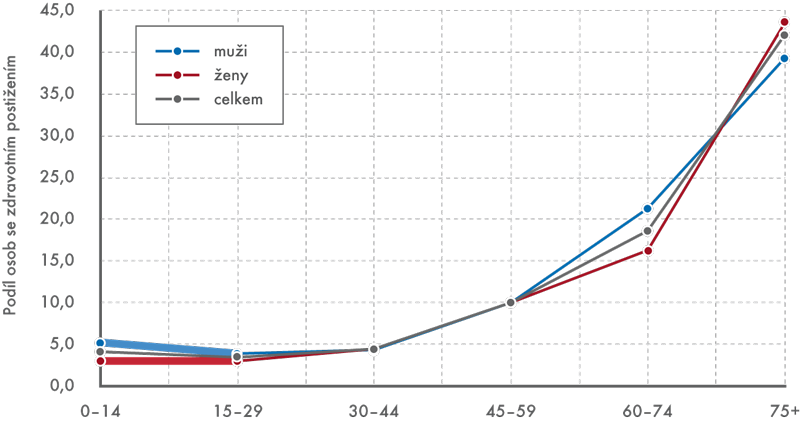 Podíl osob se zdravotním postižením
45,0
40,0
35,0
30,0
25,0
20,0
15,0
10,0
5,0
0,0
muži
ženy
celkem
0–14 15–29 30–44 45–59 60–74 75+